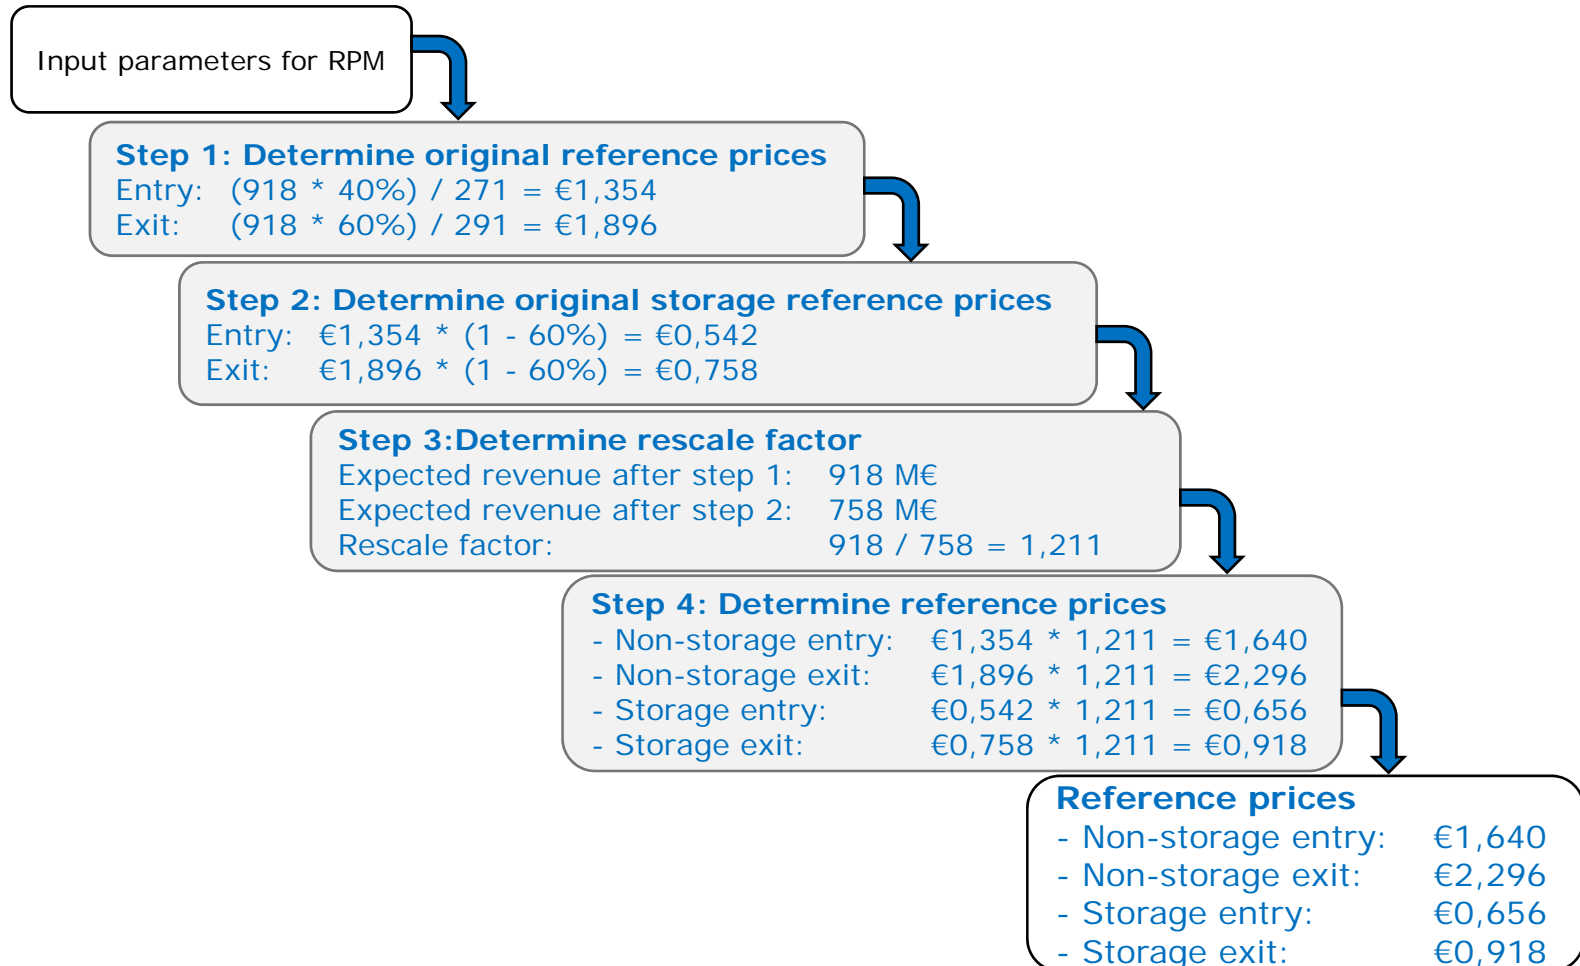 Input parameters for RPM
Step 1: Determine original reference prices
Entry: (918 * 40%) / 271 = €1,354
Exit: (918 * 60%) / 291 = €1,896
Step 2: Determine original storage reference prices
Entry: €1,354 * (1 - 60%) = €0,542
Exit: €1,896 * (1 - 60%) = €0,758
Step 3:Determine rescale factor
Expected revenue after step 1: 918 M€
Expected revenue after step 2: 758 M€
Rescale factor: 918 / 758 = 1,211
Step 4: Determine reference prices
- Non-storage entry: €1,354 * 1,211 = €1,640
- Non-storage exit: €1,896 * 1,211 = €2,296
- Storage entry: €0,542 * 1,211 = €0,656
- Storage exit: €0,758 * 1,211 = €0,918
Reference prices
- Non-storage entry: €1,640
- Non-storage exit: €2,296
- Storage entry: €0,656
- Storage exit: €0,918